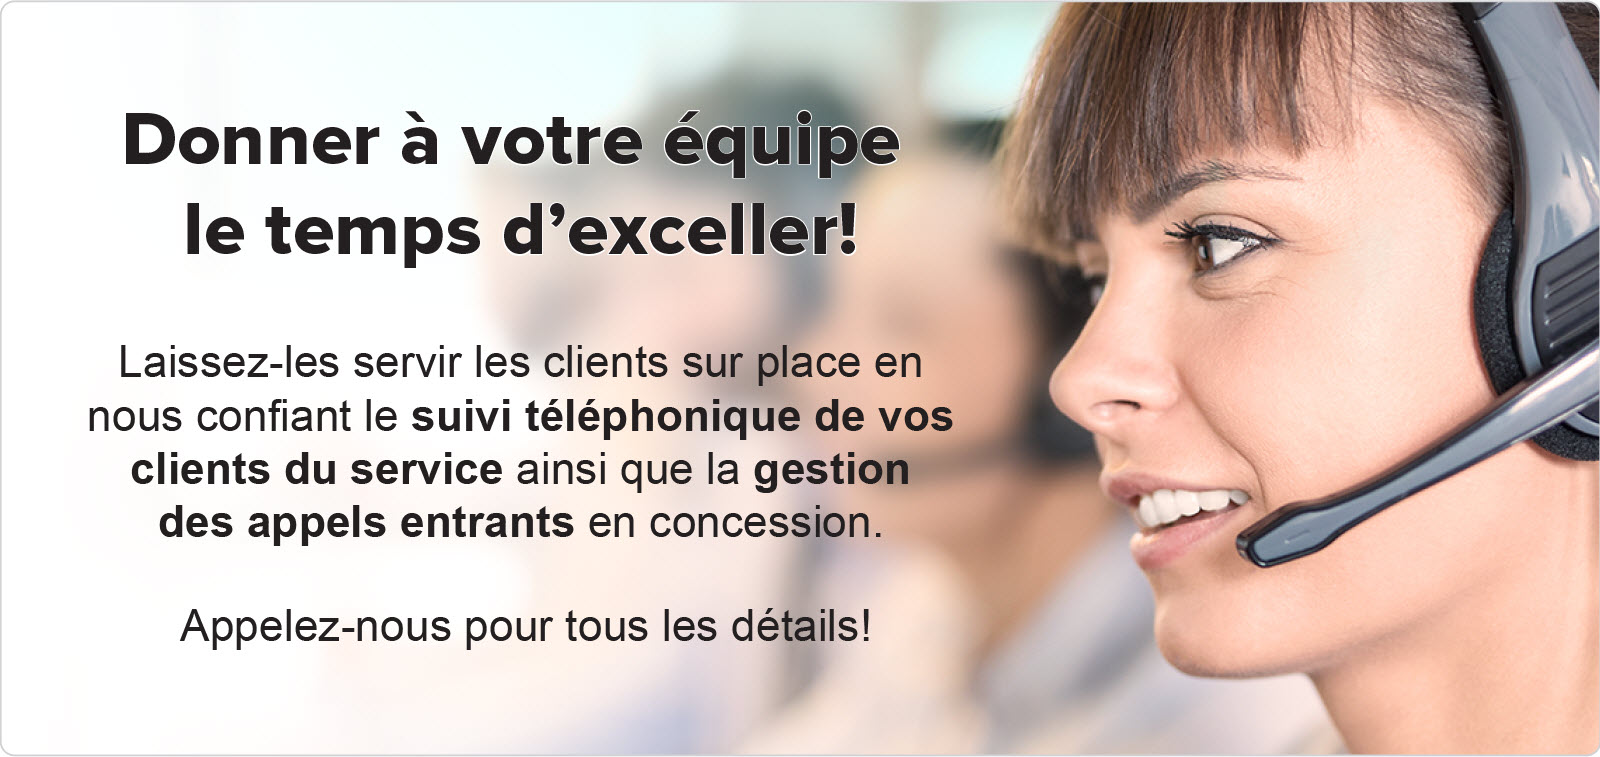 Donner à votre équipe
le temps d’exceller!
Laissez-les servir les clients sur place en
nous confiant le suivi téléphonique de vos
clients du service ainsi que la gestion
des appels entrants en concession.
Appelez-nous pour tous les détails!